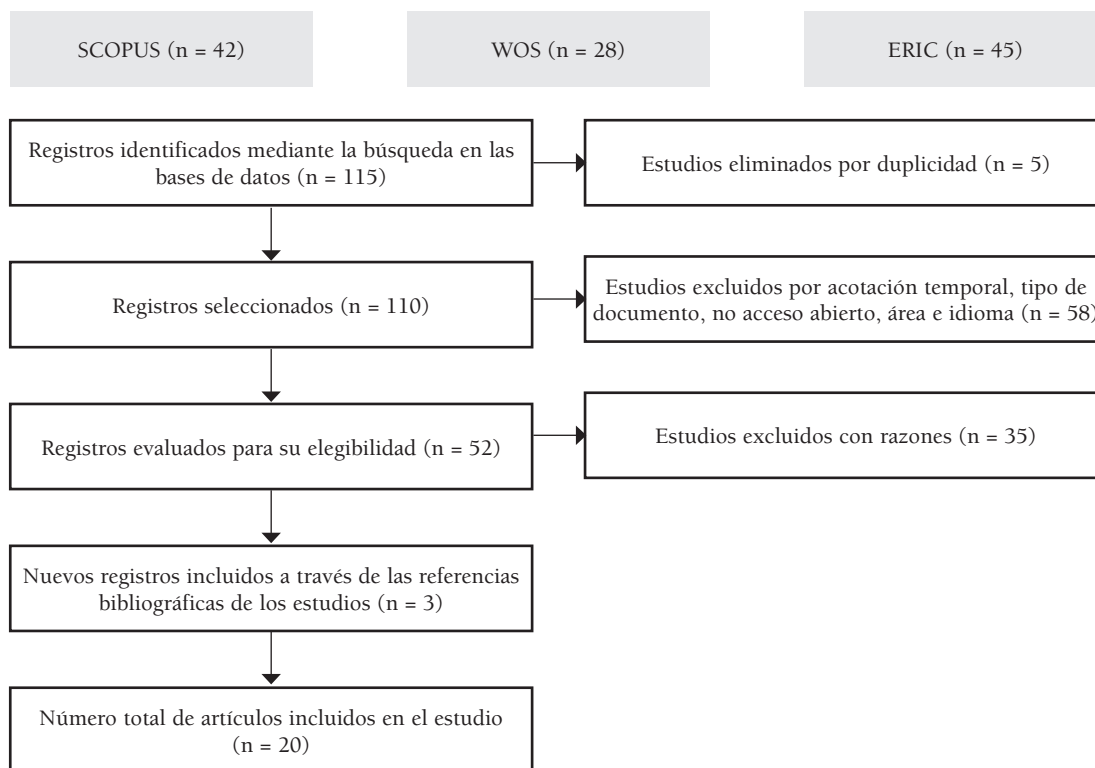 SCOPUS (n = 42)
WOS (n = 28)
ERIC (n = 45)
Registros identificados mediante la búsqueda en las
bases de datos (n = 115)
Estudios eliminados por duplicidad (n = 5)
Registros seleccionados (n = 110)
Estudios excluidos por acotación temporal, tipo de
documento, no acceso abierto, área e idioma (n = 58)
Registros evaluados para su elegibilidad (n = 52)
Estudios excluidos con razones (n = 35)
Nuevos registros incluidos a través de las referencias
bibliográficas de los estudios (n = 3)
Número total de artículos incluidos en el estudio
(n = 20)